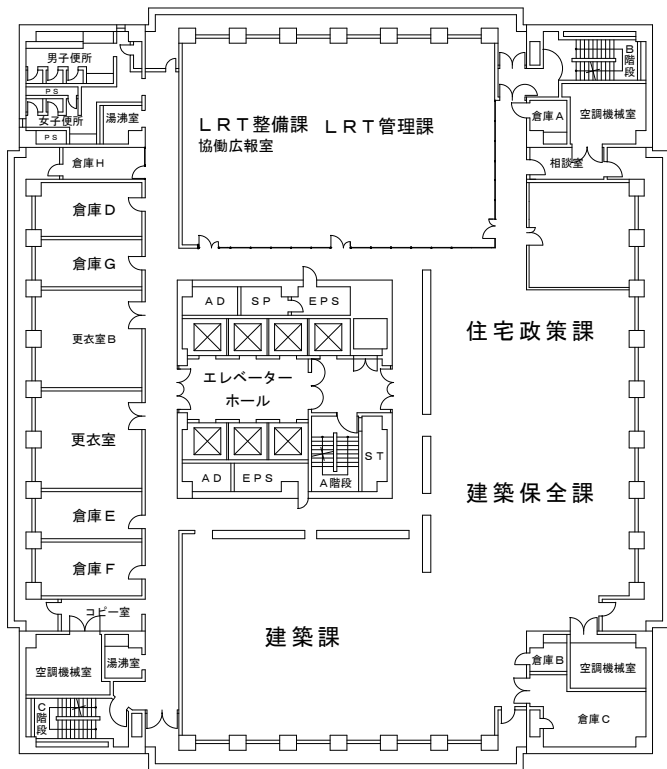 男子便所
B階段
PS
女子便所
PS
湯沸室
LRT整備課 LRT管理課
協働広報室
倉庫A
空調機械室
倉庫H
相談室
倉庫D
倉庫G
AD
SP
EPS
更衣室B
住宅政策課
エレベーター
ホール
更衣室
AD
EPS
A階段
ST
建築保全課
倉庫E
倉庫F
コピー室
建築課
空調機械室
湯沸室
倉庫B
空調機械室
C階段
倉庫C